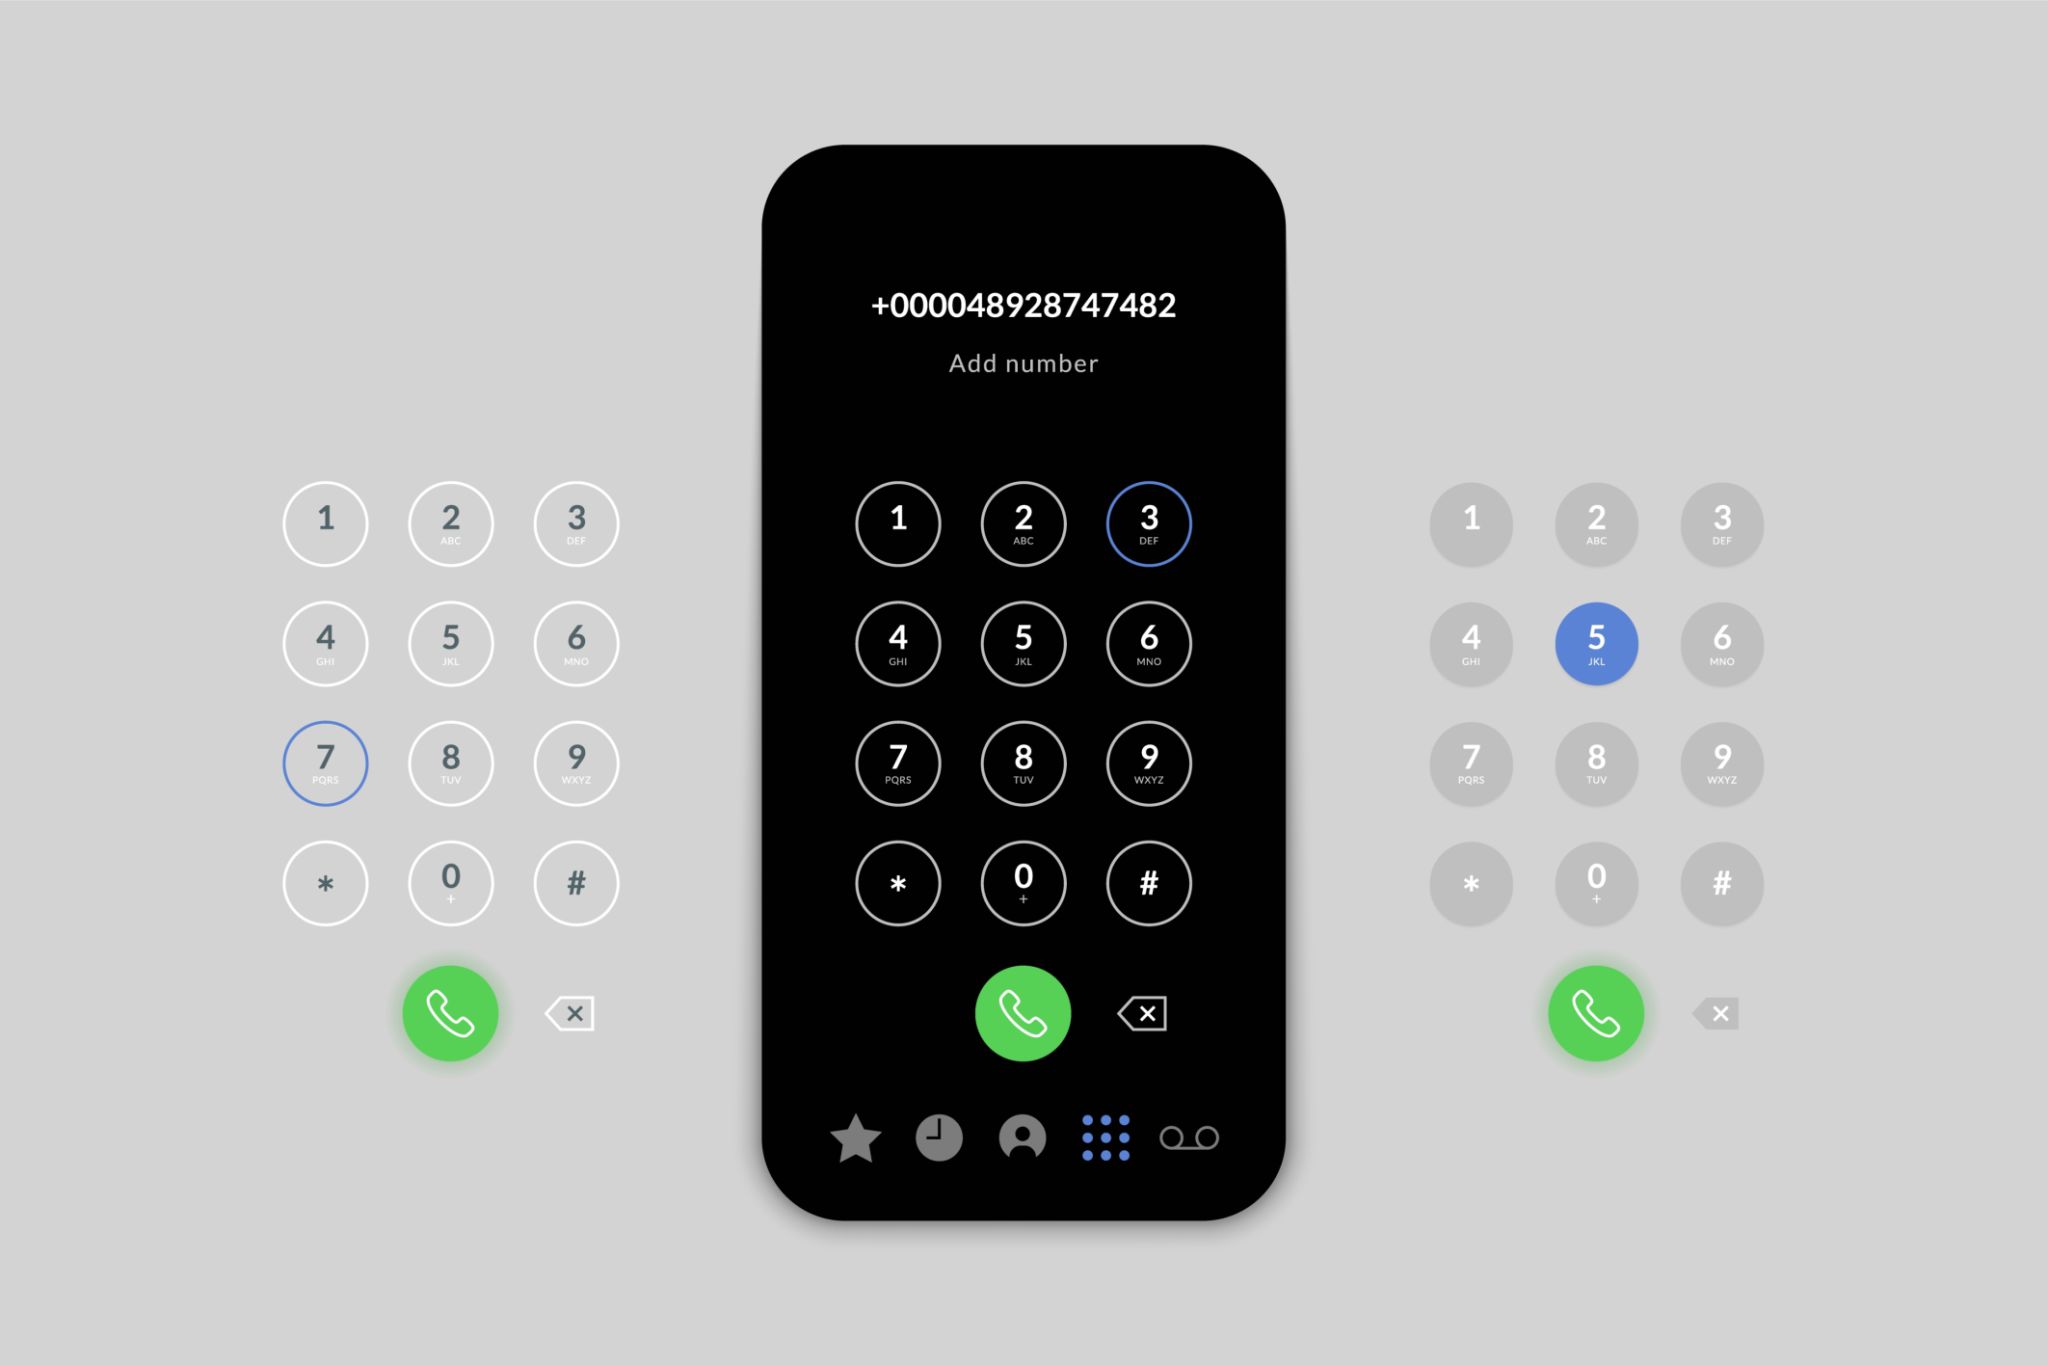 +000048928747482
Add number
1 2 3
ABC DEF
4 5 6
GHI JKL MNO
7 8 9
PQRS TUV WXYZ
* 0 #
+
1 2 3
ABC DEF
4 5 6
GHI JKL MNO
7 8 9
PQRS TUV WXYZ
* 0 #
+
1 2 3
ABC DEF
4 5 6
GHI JKL MNO
7 8 9
PQRS TUV WXYZ
* 0 #
+